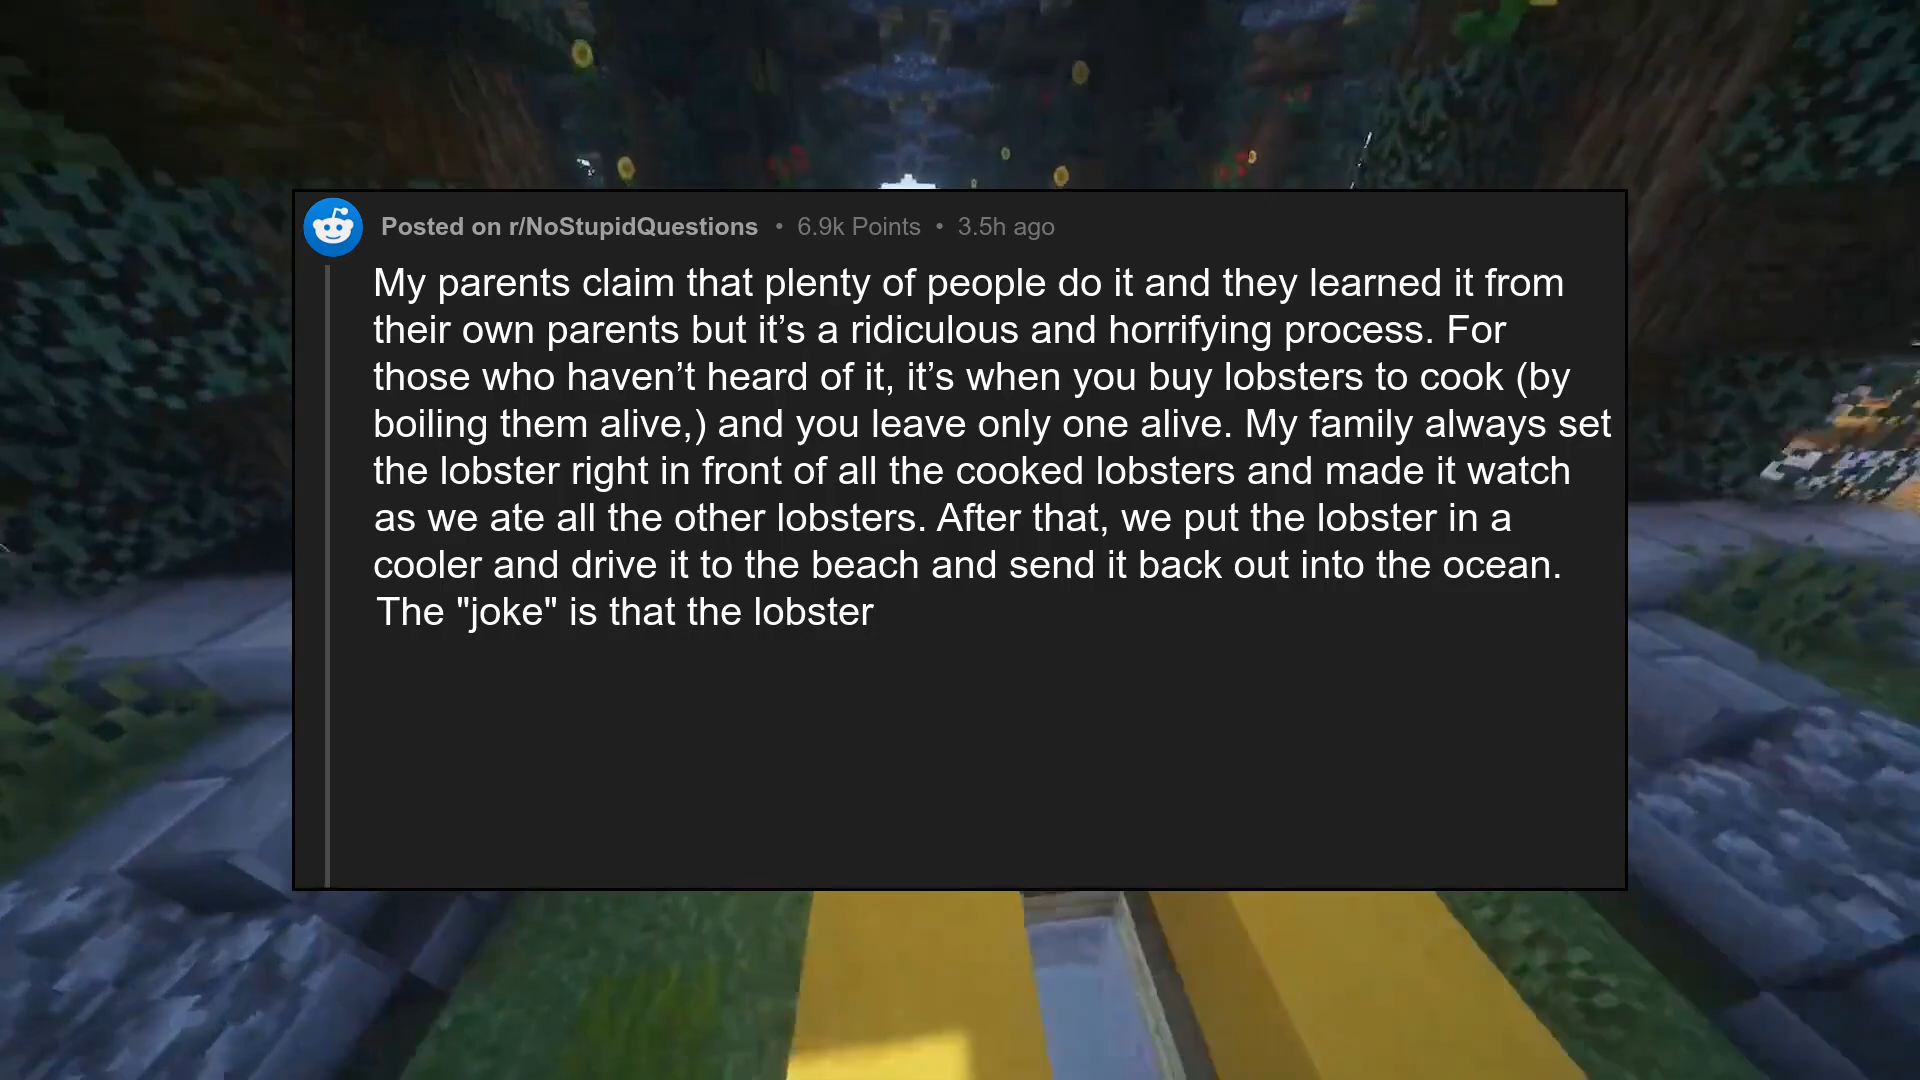 Posted on r/NoStupidQuestions • 6.9k Points • 3.5h ago
My parents claim that plenty of people do it and they learned it from
their own parents but it’s a ridiculous and horrifying process. For
those who haven’t heard of it, it’s when you buy lobsters to cook (by
boiling them alive,) and you leave only one alive. My family always set
the lobster right in front of all the cooked lobsters and made it watch
as we ate all the other lobsters. After that, we put the lobster in a
cooler and drive it to the beach and send it back out into the ocean.
The "joke" is that the lobster